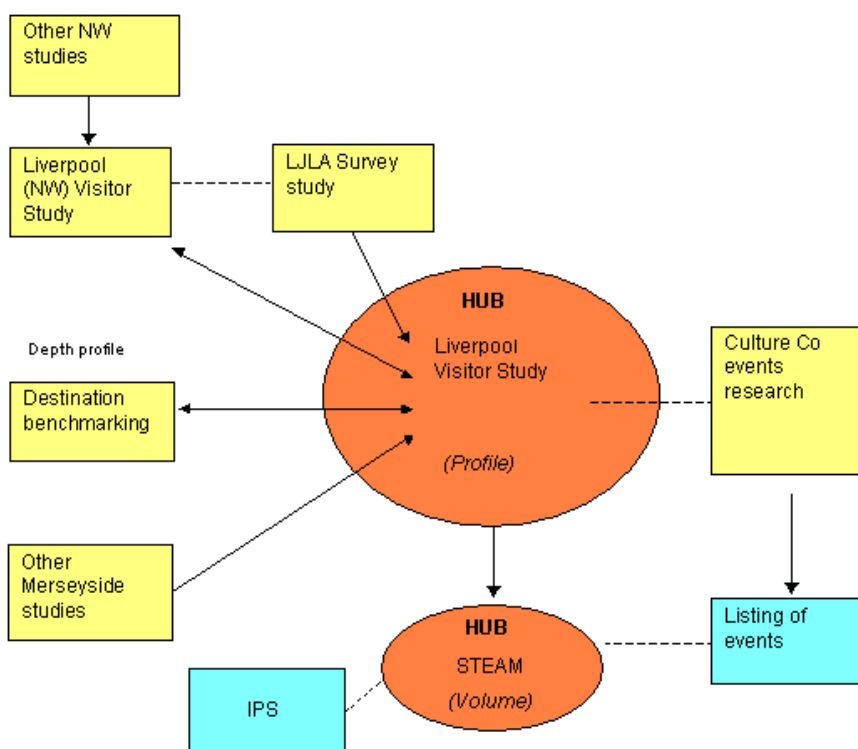 Other NW
studies
Liverpool
(NW) Visitor
Study
LJLA Survey
study
HUB
Liverpool
Visitor Study
(Profile)
Culture Co
events
research
Depth profile
Destination
benchmarking
Other
Merseyside
studies
HUB
STEAM
(Volume)
Listing of
events
IPS